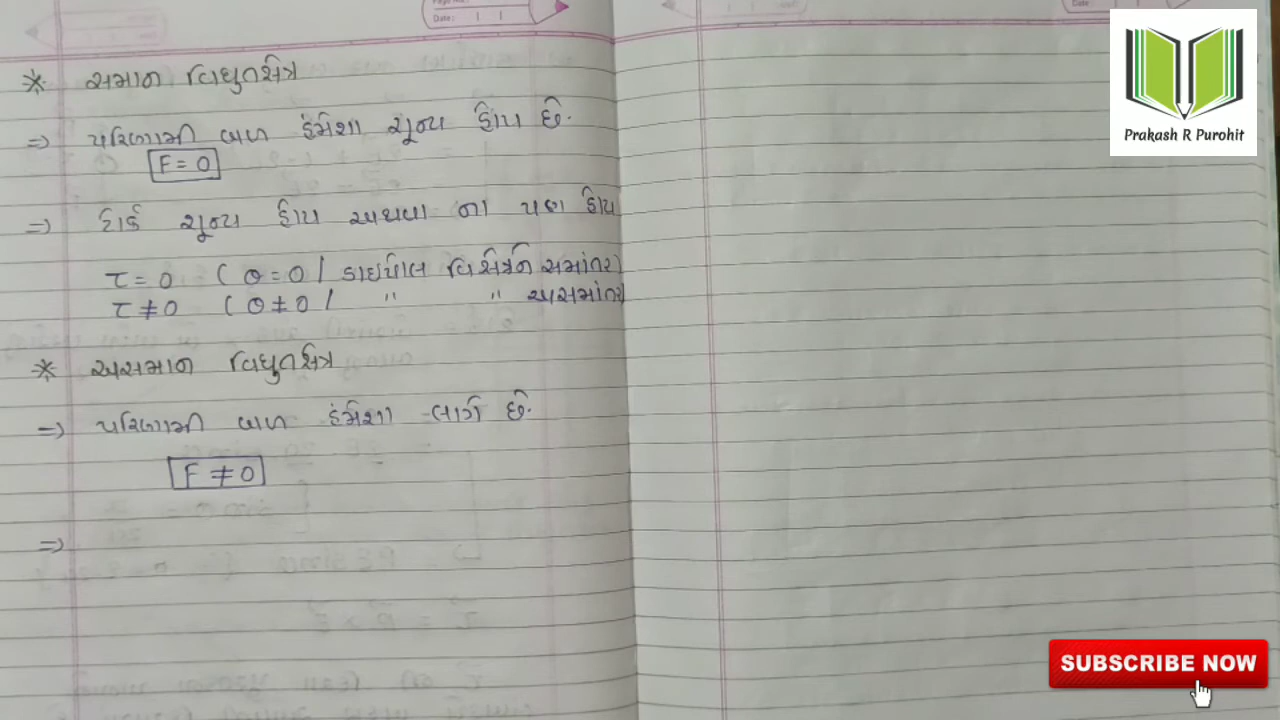 Date:
* સમાન વિદ્યુતક્ષેત્ર
⇒ પરિણામી બળ હંમેશા શૂન્ય હોય છે.
F = 0
⇒ ટોર્ક શૂન્ય હોય અથવા ના પણ હોય
τ = 0 ( θ = 0 / ડાઇપોલ વિ.ક્ષેત્રને સમાંતર)
τ ≠ 0 ( θ ≠ 0 / " " અસમાંતર)
* અસમાન વિદ્યુતક્ષેત્ર
⇒ પરિણામી બળ હંમેશા લાગે છે.
F ≠ 0
⇒
Prakash R Purohit
SUBSCRIBE NOW